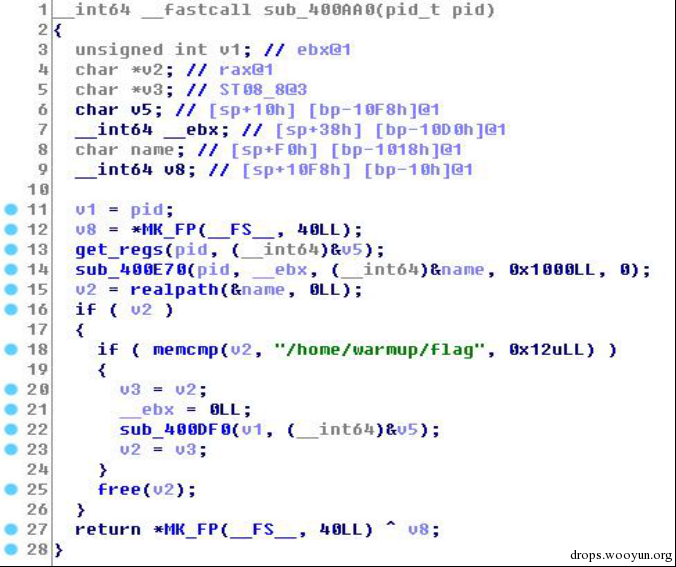 1 __int64 __fastcall sub_400AA0(pid_t pid)
2 {
3 unsigned int v1; // ebx@1
4 char *v2; // rax@1
5 char *v3; // ST08_8@3
6 char v5; // [sp+10h] [bp-10F8h]@1
7 __int64 __ebx; // [sp+38h] [bp-10D0h]@1
8 char name; // [sp+F0h] [bp-1018h]@1
9 __int64 v8; // [sp+10F8h] [bp-10h]@1
10
11 v1 = pid;
12 v8 = *MK_FP(__FS__, 40LL);
13 get_regs(pid, (__int64)&v5);
14 sub_400E70(pid, __ebx, (__int64)&name, 0x1000LL, 0);
15 v2 = realpath(&name, 0LL);
16 if ( v2 )
17 {
18 if ( memcmp(v2, "/home/warmup/flag", 0x12uLL) )
19 {
20 v3 = v2;
21 __ebx = 0LL;
22 sub_400DF0(v1, (__int64)&v5);
23 v2 = v3;
24 }
25 free(v2);
26 }
27 return *MK_FP(__FS__, 40LL) ^ v8;
28 }
drops.wooyun.org